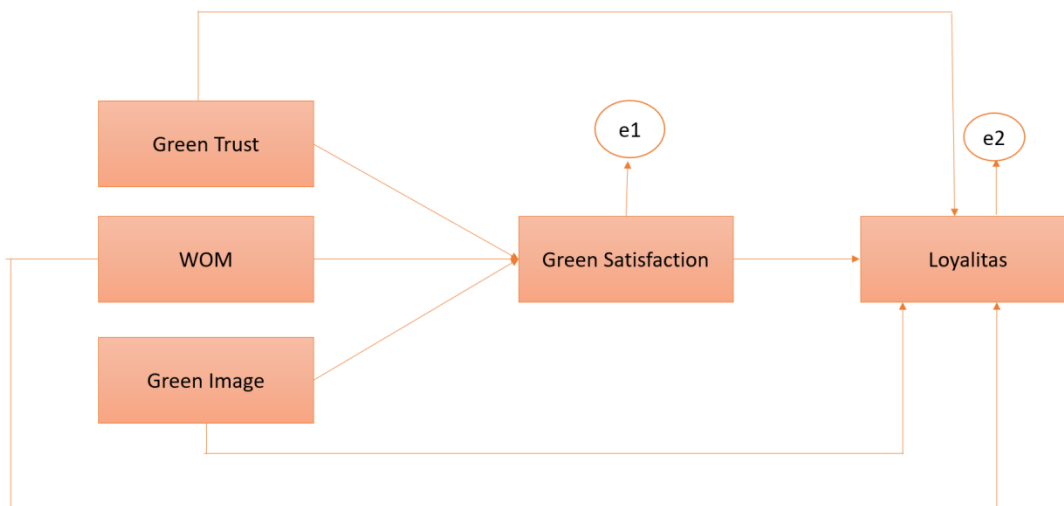 Green Trust
e1
e2
WOM
Green Satisfaction
Loyalitas
Green Image